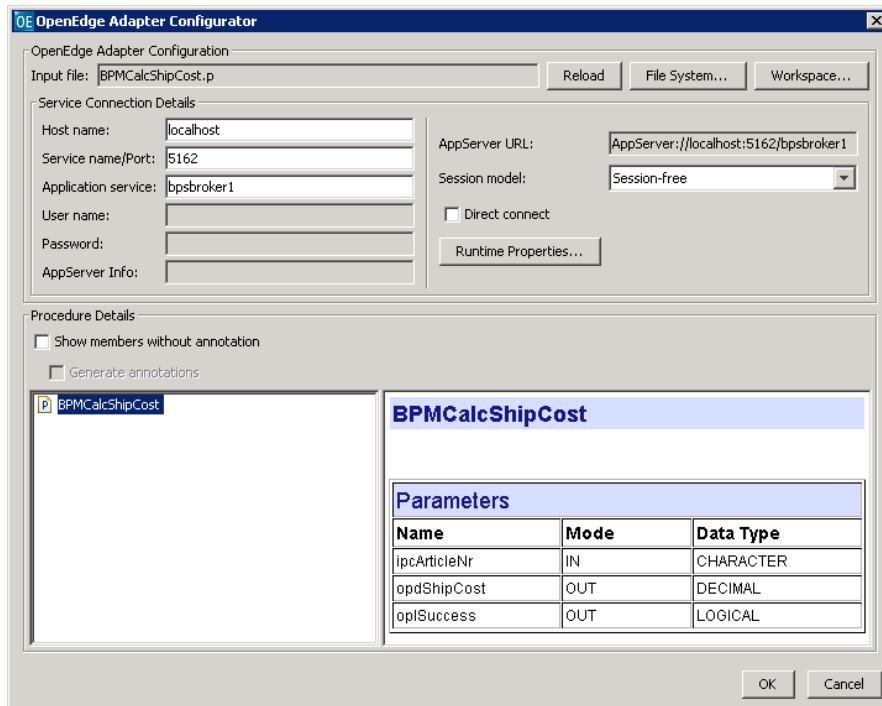 OE OpenEdge Adapter Configurator
OpenEdge Adapter Configuration
Input file: BPMCalcShipCost.p Reload File System... Workspace...
Service Connection Details
Host name: localhost
Service name/Port: 5162
Application service: bpsbroker1
User name:
Password:
AppServer Info:
AppServer URL: AppServer://localhost:5162/bpsbroker1
Session model: Session-free
Direct connect
Runtime Properties...
Procedure Details
Show members without annotation
Generate annotations
P BPMCalcShipCost
BPMCalcShipCost
Parameters
Name Mode Data Type
ipcArticleNr IN CHARACTER
opdShipCost OUT DECIMAL
oplSuccess OUT LOGICAL
OK Cancel